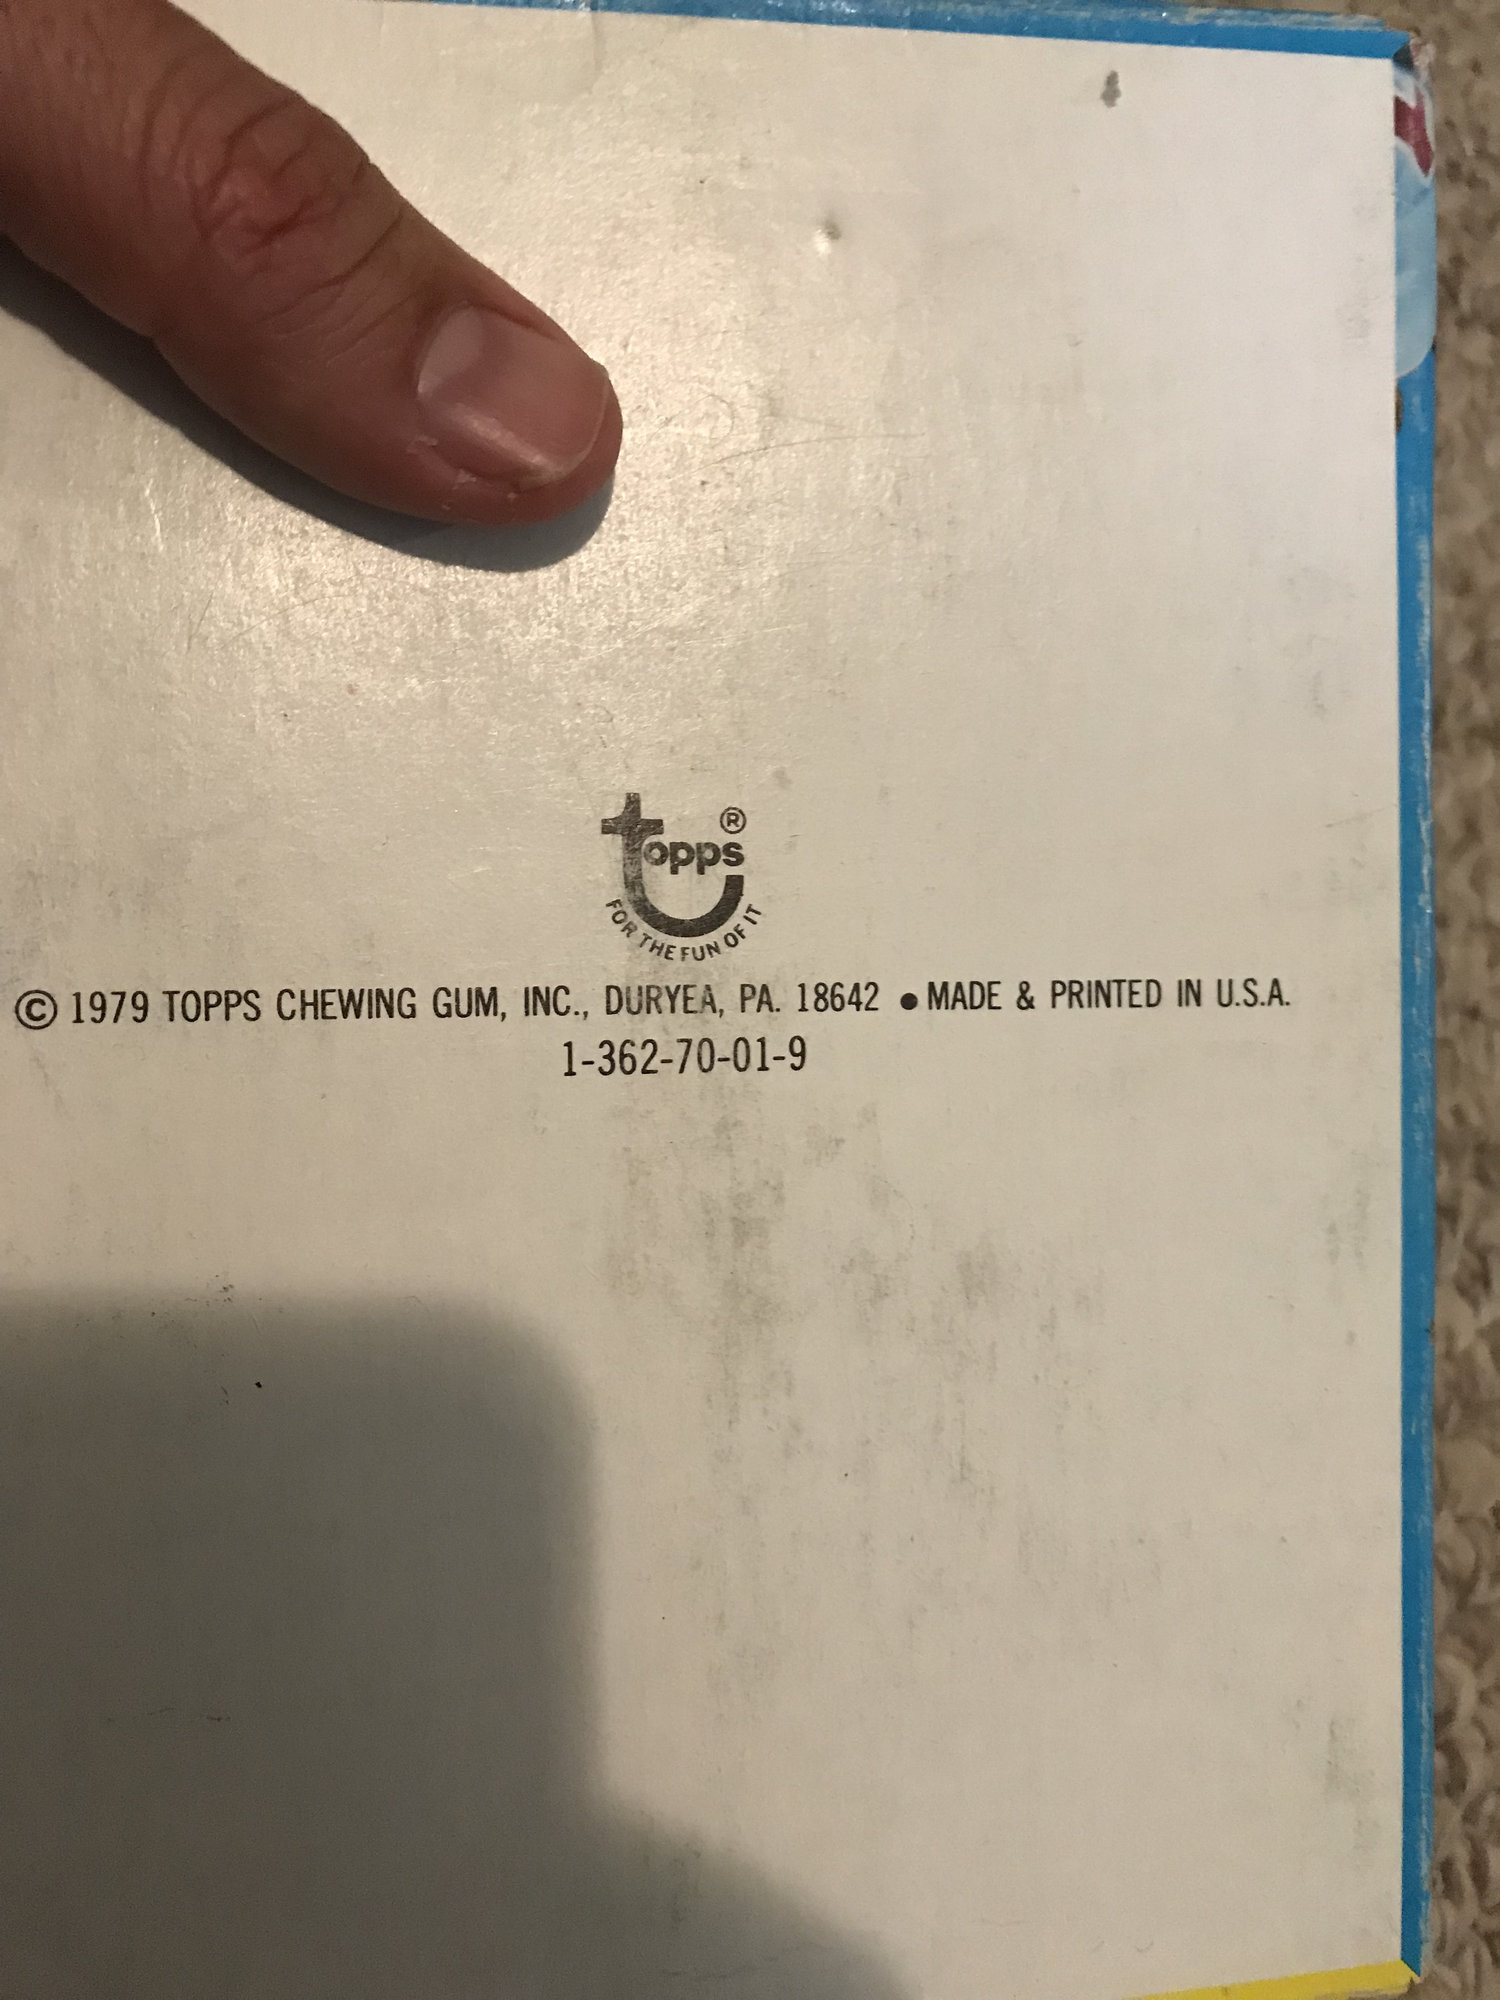 topps ®
FOR THE FUN OF IT
© 1979 TOPPS CHEWING GUM, INC., DURYEA, PA. 18642 ● MADE & PRINTED IN U.S.A.
1-362-70-01-9